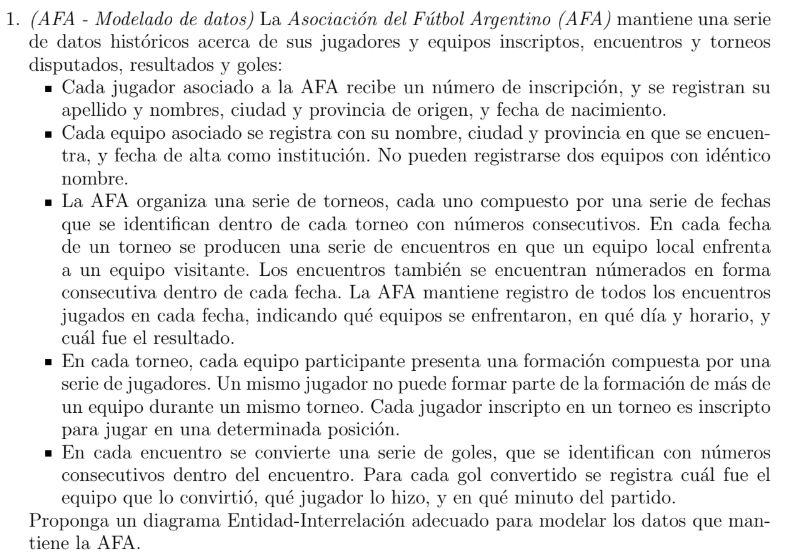 1. (AFA - Modelado de datos) La Asociación del Fútbol Argentino (AFA) mantiene una serie
de datos históricos acerca de sus jugadores y equipos inscriptos, encuentros y torneos
disputados, resultados y goles:
▪ Cada jugador asociado a la AFA recibe un número de inscripción, y se registran su
apellido y nombres, ciudad y provincia de origen, y fecha de nacimiento.
▪ Cada equipo asociado se registra con su nombre, ciudad y provincia en que se encuen-
tra, y fecha de alta como institución. No pueden registrarse dos equipos con idéntico
nombre.
▪ La AFA organiza una serie de torneos, cada uno compuesto por una serie de fechas
que se identifican dentro de cada torneo con números consecutivos. En cada fecha
de un torneo se producen una serie de encuentros en que un equipo local enfrenta
a un equipo visitante. Los encuentros también se encuentran númerados en forma
consecutiva dentro de cada fecha. La AFA mantiene registro de todos los encuentros
jugados en cada fecha, indicando qué equipos se enfrentaron, en qué día y horario, y
cuál fue el resultado.
▪ En cada torneo, cada equipo participante presenta una formación compuesta por una
serie de jugadores. Un mismo jugador no puede formar parte de la formación de más de
un equipo durante un mismo torneo. Cada jugador inscripto en un torneo es inscripto
para jugar en una determinada posición.
▪ En cada encuentro se convierte una serie de goles, que se identifican con números
consecutivos dentro del encuentro. Para cada gol convertido se registra cuál fue el
equipo que lo convirtió, qué jugador lo hizo, y en qué minuto del partido.
Proponga un diagrama Entidad-Interrelación adecuado para modelar los datos que man-
tiene la AFA.